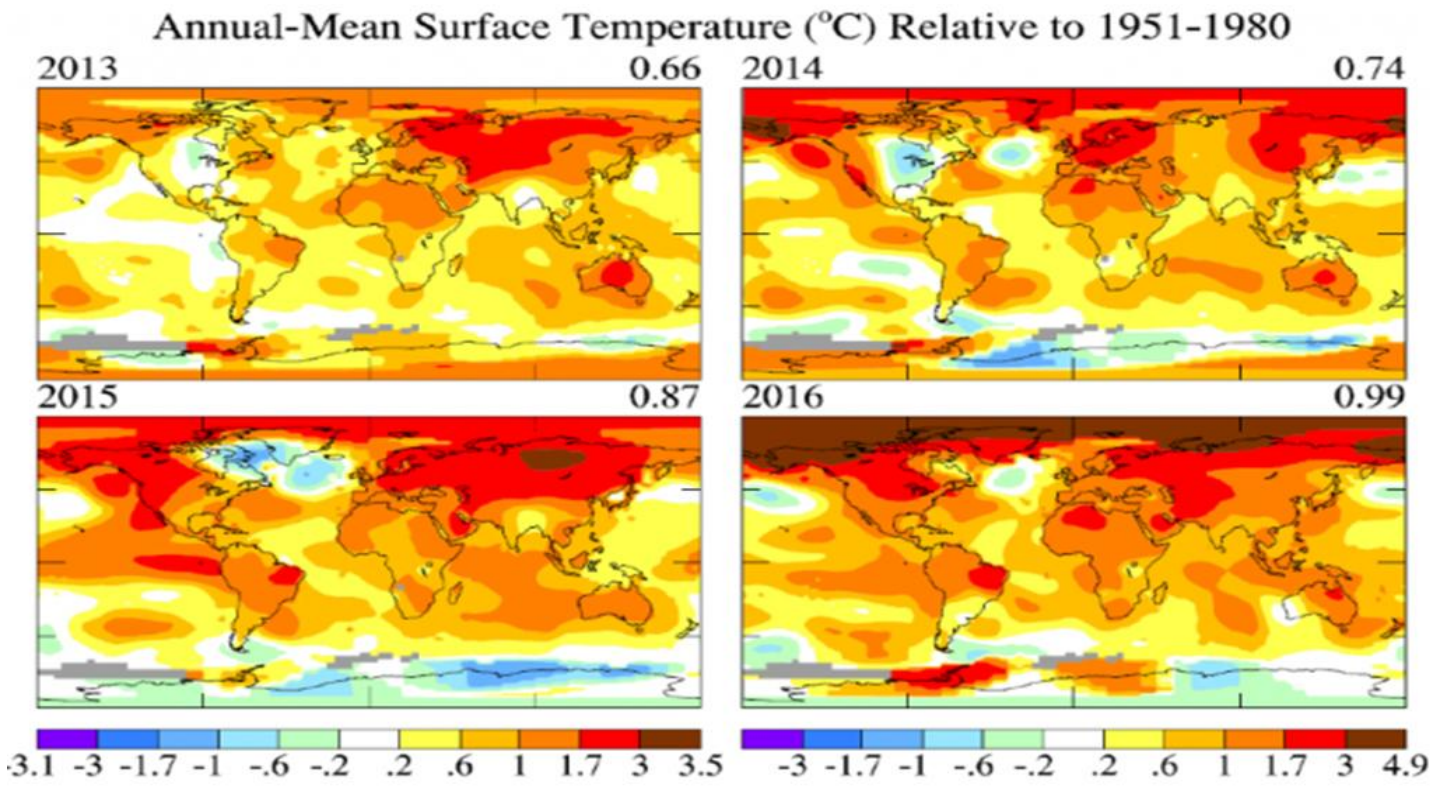 Annual-Mean Surface Temperature (°C) Relative to 1951-1980
2013 0.66
2014 0.74
2015 0.87
2016 0.99
-3.1 -3 -1.7 -1 -.6 -.2 .2 .6 1 1.7 3 3.5
-3 -1.7 -1 -.6 -.2 .2 .6 1 1.7 3 4.9